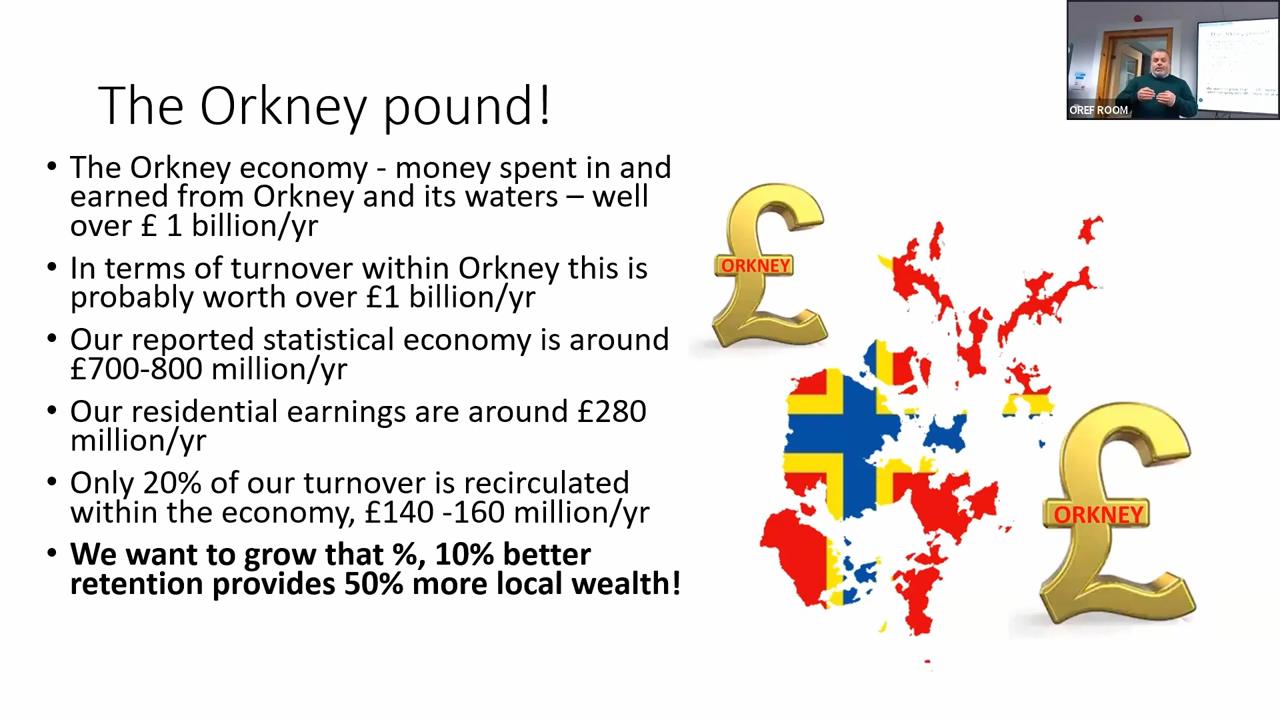 The Orkney pound!
• The Orkney economy - money spent in and
earned from Orkney and its waters – well
over £ 1 billion/yr
• In terms of turnover within Orkney this is
probably worth over £1 billion/yr
• Our reported statistical economy is around
£700-800 million/yr
• Our residential earnings are around £280
million/yr
• Only 20% of our turnover is recirculated
within the economy, £140 -160 million/yr
• We want to grow that %, 10% better
retention provides 50% more local wealth!
ORKNEY
ORKNEY
OREF ROOM